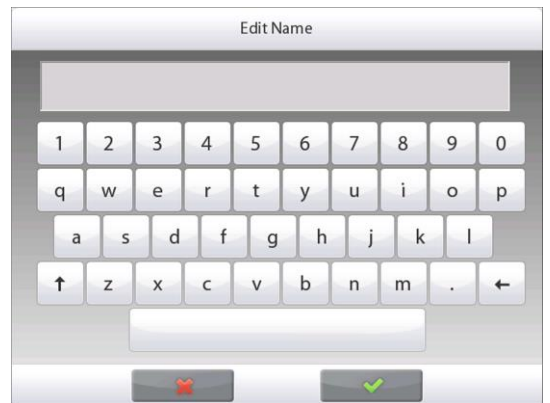 Edit Name
1 2 3 4 5 6 7 8 9 0
q w e r t y u i o p
a s d f g h j k l
↑ z x c v b n m . ←